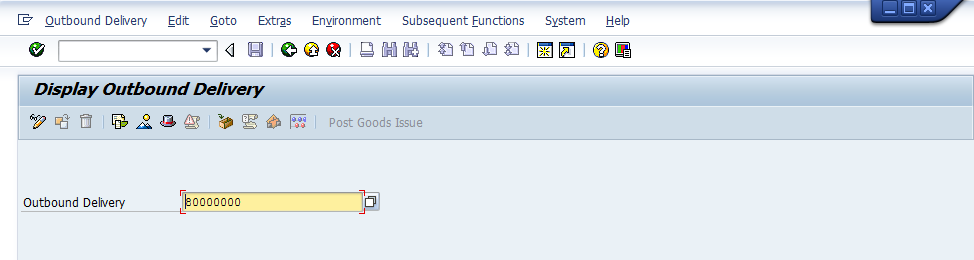 Outbound Delivery Edit Goto Extras Environment Subsequent Functions System Help
Display Outbound Delivery
Post Goods Issue
Outbound Delivery 80000000